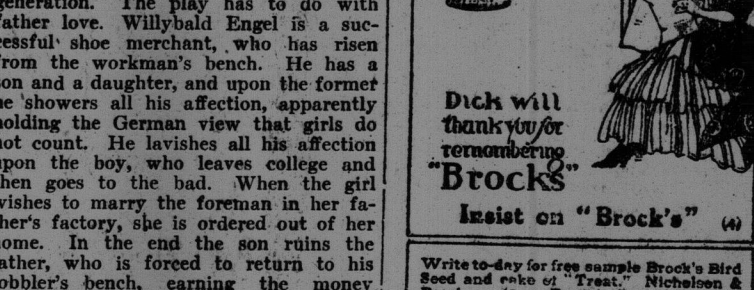 generation. The play has to do with
father love. Willybald Engel is a suc-
cessful shoe merchant, who has risen
from the workman's bench. He has a
son and a daughter, and upon the former
he showers all his affection, apparently
holding the German view that girls do
not count. He lavishes all his affection
upon the boy, who leaves college and
then goes to the bad. When the girl
wishes to marry the foreman in her fa-
ther's factory, she is ordered out of her
home. In the end the son ruins the
father, who is forced to return to his
cobbler's bench, earning the money
Dick will
thank you for
remembering
"Brocks"
Insist on "Brock's" (4)
Write to-day for free sample Brock's Bird
Seed and cake of "Treat." Nicholson &